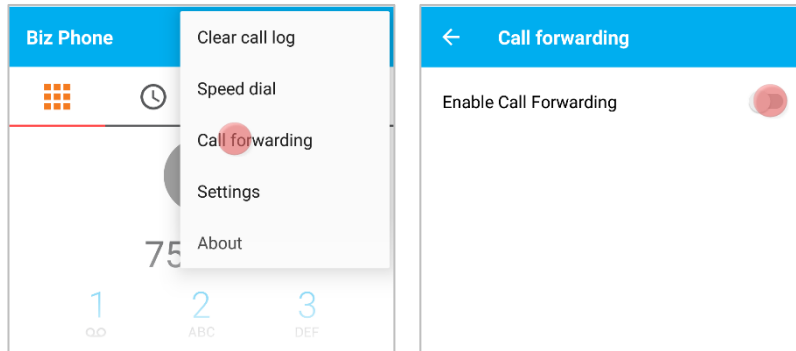 Biz Phone
Clear call log
Speed dial
Call forwarding
Settings
About
75
1
2
3
ABC
DEF
Call forwarding
Enable Call Forwarding